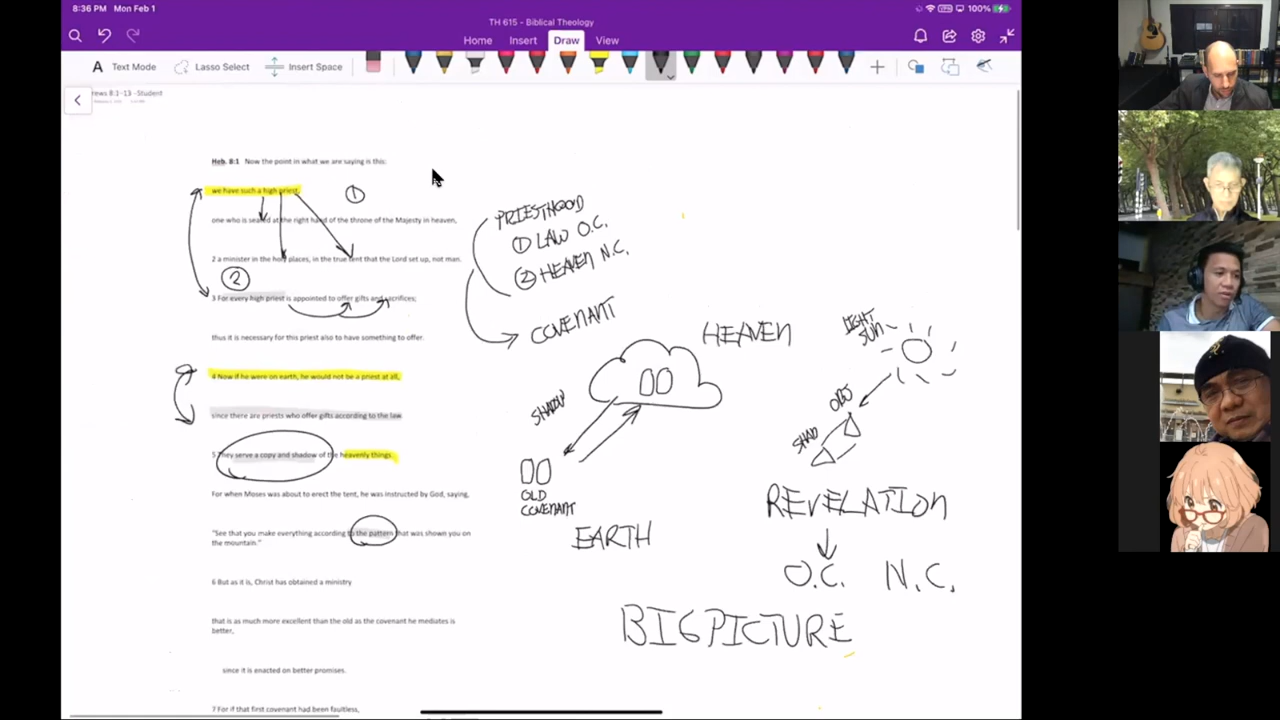 8:36 PM Mon Feb 1
100%
TH 615 - Biblical Theology
Home Insert Draw View
Text Mode Lasso Select Insert Space
rews 8:1-13 -Student
Heb. 8:1 Now the point in what we are saying is this:
we have such a high priest,
①
one who is seated at the right hand of the throne of the Majesty in heaven,
2 a minister in the holy places, in the true tent that the Lord set up, not man.
②
3 For every high priest is appointed to offer gifts and sacrifices;
thus it is necessary for this priest also to have something to offer.
4 Now if he were on earth, he would not be a priest at all,
since there are priests who offer gifts according to the law
5 They serve a copy and shadow of the heavenly things.
For when Moses was about to erect the tent, he was instructed by God, saying,
"See that you make everything according to the pattern that was shown you on
the mountain."
6 But as it is, Christ has obtained a ministry
that is as much more excellent than the old as the covenant he mediates is
better,
since it is enacted on better promises.
7 For if that first covenant had been faultless,
PRIESTHOOD
① LAW O.C.
② HEAVEN N.C.
COVENANT
HEAVEN
SHADOW
OLD
COVENANT
EARTH
LIGHT
SUN
OBJ
SHAD
REVELATION
O.C. N.C.
BIG PICTURE